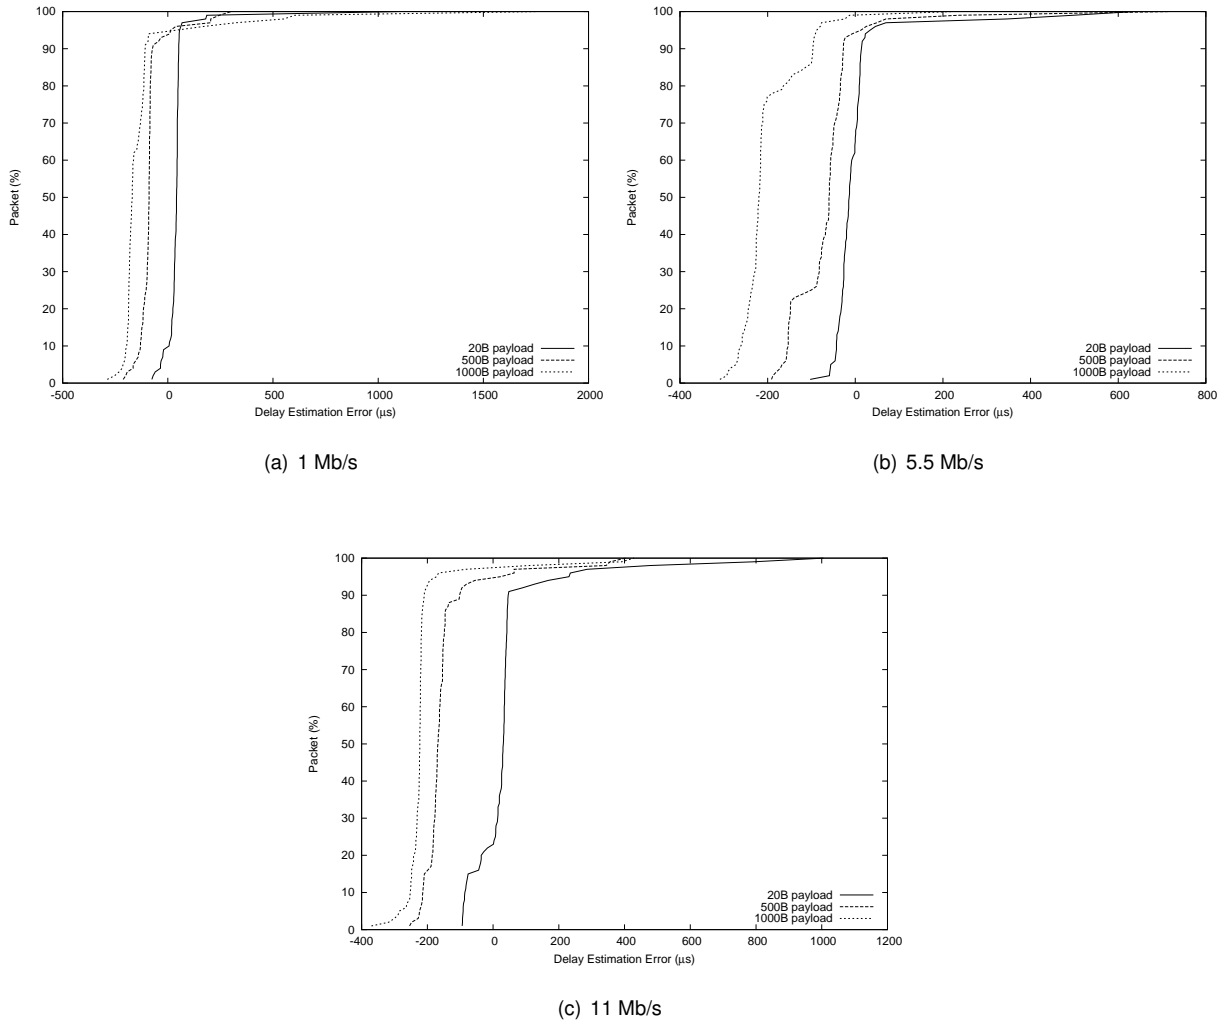 100
90
80
70
60
50
40
30
20
10
0
Packet (%)
20B payload
500B payload
1000B payload
-500 0 500 1000 1500 2000
Delay Estimation Error (μs)
(a) 1 Mb/s
100
90
80
70
60
50
40
30
20
10
0
Packet (%)
20B payload
500B payload
1000B payload
-400 -200 0 200 400 600 800
Delay Estimation Error (μs)
(b) 5.5 Mb/s
100
90
80
70
60
50
40
30
20
10
0
Packet (%)
20B payload
500B payload
1000B payload
-400 -200 0 200 400 600 800 1000 1200
Delay Estimation Error (μs)
(c) 11 Mb/s